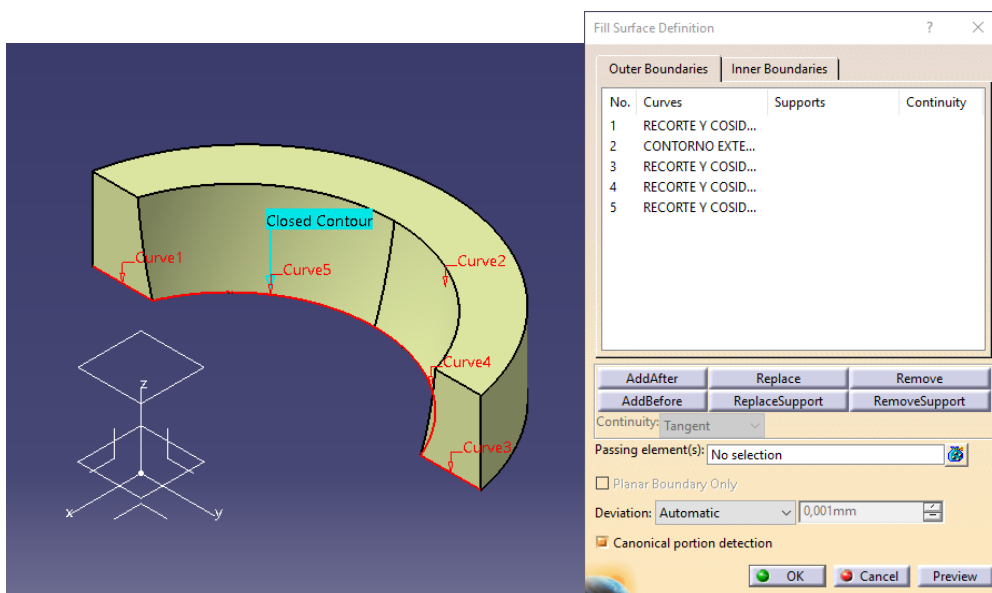 Fill Surface Definition ? ×
Outer Boundaries Inner Boundaries
No. Curves Supports Continuity
1 RECORTE Y COSID...
2 CONTORNO EXTE...
3 RECORTE Y COSID...
4 RECORTE Y COSID...
5 RECORTE Y COSID...
AddAfter Replace Remove
AddBefore ReplaceSupport RemoveSupport
Continuity: Tangent
Passing element(s): No selection
Planar Boundary Only
Deviation: Automatic 0,001mm
Canonical portion detection
OK Cancel Preview
Closed Contour
Curve1
Curve5
Curve2
Curve4
Curve3
z
x
y